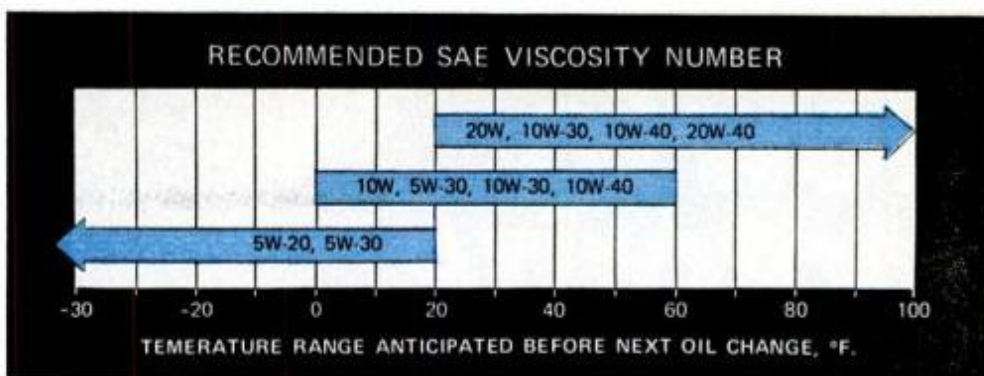 RECOMMENDED SAE VISCOSITY NUMBER
20W, 10W-30, 10W-40, 20W-40
10W, 5W-30, 10W-30, 10W-40
5W-20, 5W-30
-30 -20 0 20 40 60 80 100
TEMERATURE RANGE ANTICIPATED BEFORE NEXT OIL CHANGE, °F.